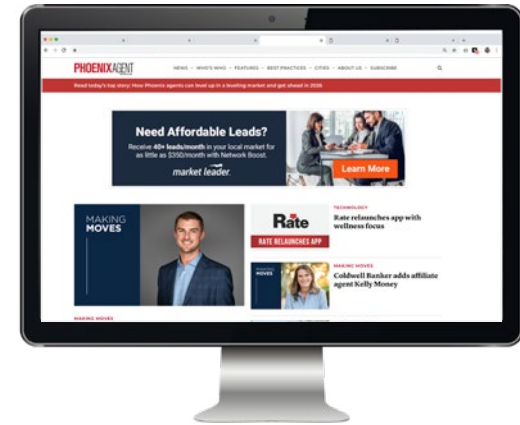 PHOENIX AGENT
NEWS
WHO'S WHO
FEATURES
BEST PRACTICES
CITIES
ABOUT US
SUBSCRIBE
Read today's top story: How Phoenix agents can level up in a leveling market and get ahead in 2026
Need Affordable Leads?
Receive 40+ leads/month in your local market for
as little as $350/month with Network Boost.
market leader.
Learn More
MAKING
MOVES
MAKING MOVES
Rate
RATE RELAUNCHES APP
TECHNOLOGY
Rate relaunches app with
wellness focus
MAKING
MOVES
MAKING MOVES
Coldwell Banker adds affiliate
agent Kelly Money